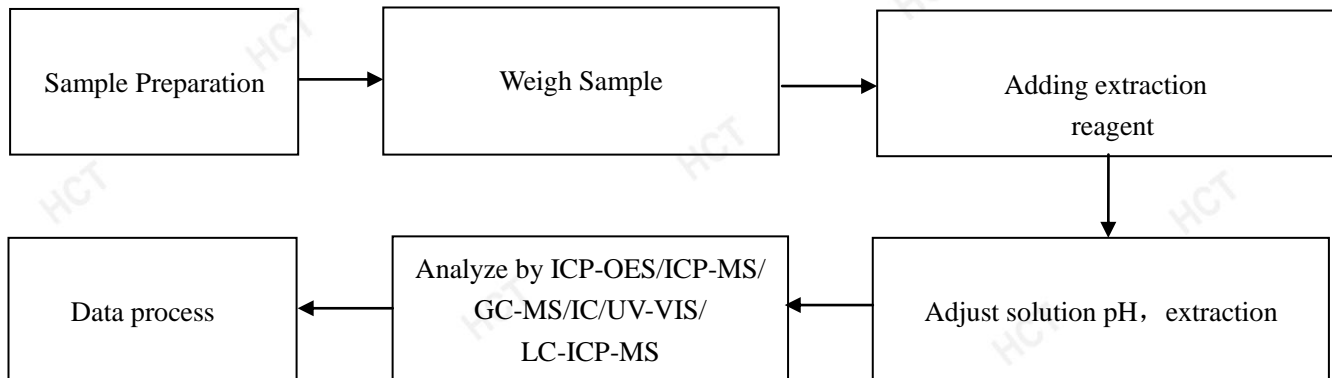 HCT
HCT
Sample Preparation
Weigh Sample
Adding extraction
reagent
HCT
HCT
HCT
Analyze by ICP-OES/ICP-MS/
GC-MS/IC/UV-VIS/
LC-ICP-MS
Data process
Adjust solution pH，extraction
HCT
HCT